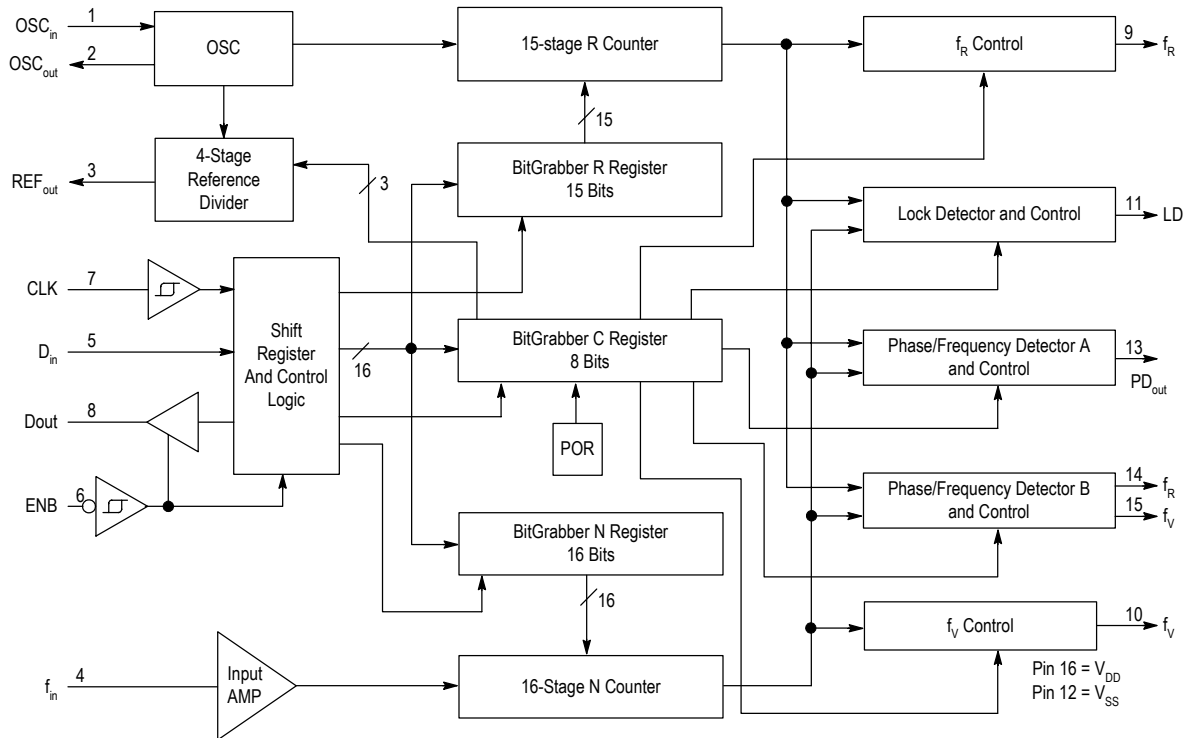 OSCin
1
OSCout
2
OSC
15-stage R Counter
fR Control
9
fR
15
4-Stage
Reference
Divider
REFout
3
3
BitGrabber R Register
15 Bits
Lock Detector and Control
11
LD
CLK
7
Din
5
Dout
8
ENB
6
Shift
Register
And Control
Logic
16
BitGrabber C Register
8 Bits
POR
Phase/Frequency Detector A
and Control
13
PDout
Phase/Frequency Detector B
and Control
14
fR
15
fV
BitGrabber N Register
16 Bits
16
fV Control
10
fV
fin
4
Input
AMP
16-Stage N Counter
Pin 16 = VDD
Pin 12 = VSS